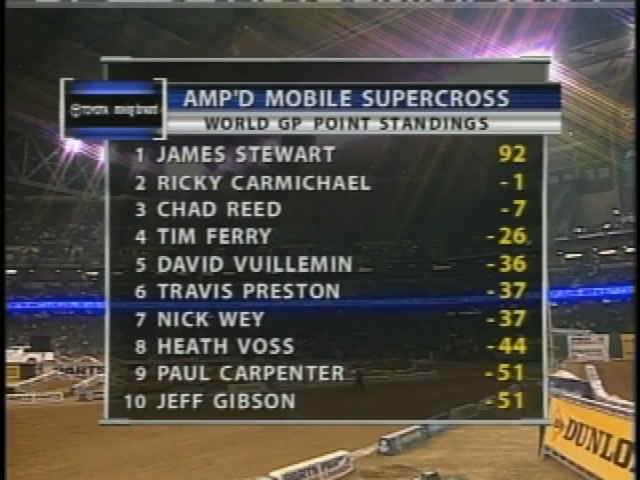 AMP'D MOBILE SUPERCROSS
TOYOTA
WORLD GP POINT STANDINGS
1 JAMES STEWART 92
2 RICKY CARMICHAEL -1
3 CHAD REED -7
4 TIM FERRY -26
5 DAVID VUILLEMIN -36
6 TRAVIS PRESTON -37
7 NICK WEY -37
8 HEATH VOSS -44
9 PAUL CARPENTER -51
10 JEFF GIBSON -51
DUNLO